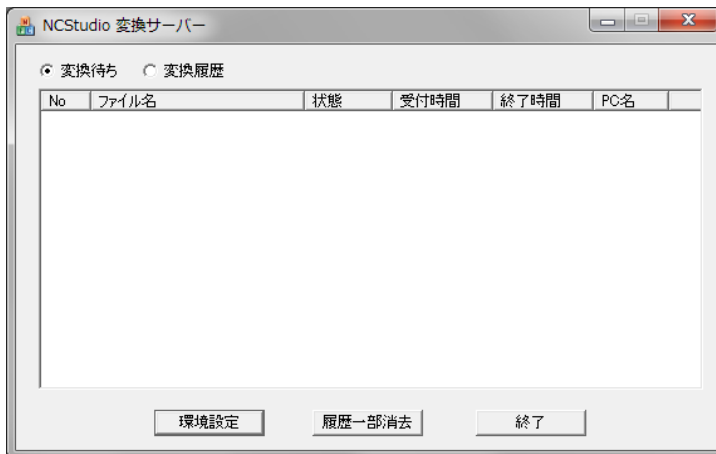 NCStudio 変換サーバー
変換待ち 変換履歴
No ファイル名 状態 受付時間 終了時間 PC名
環境設定 履歴一部消去 終了